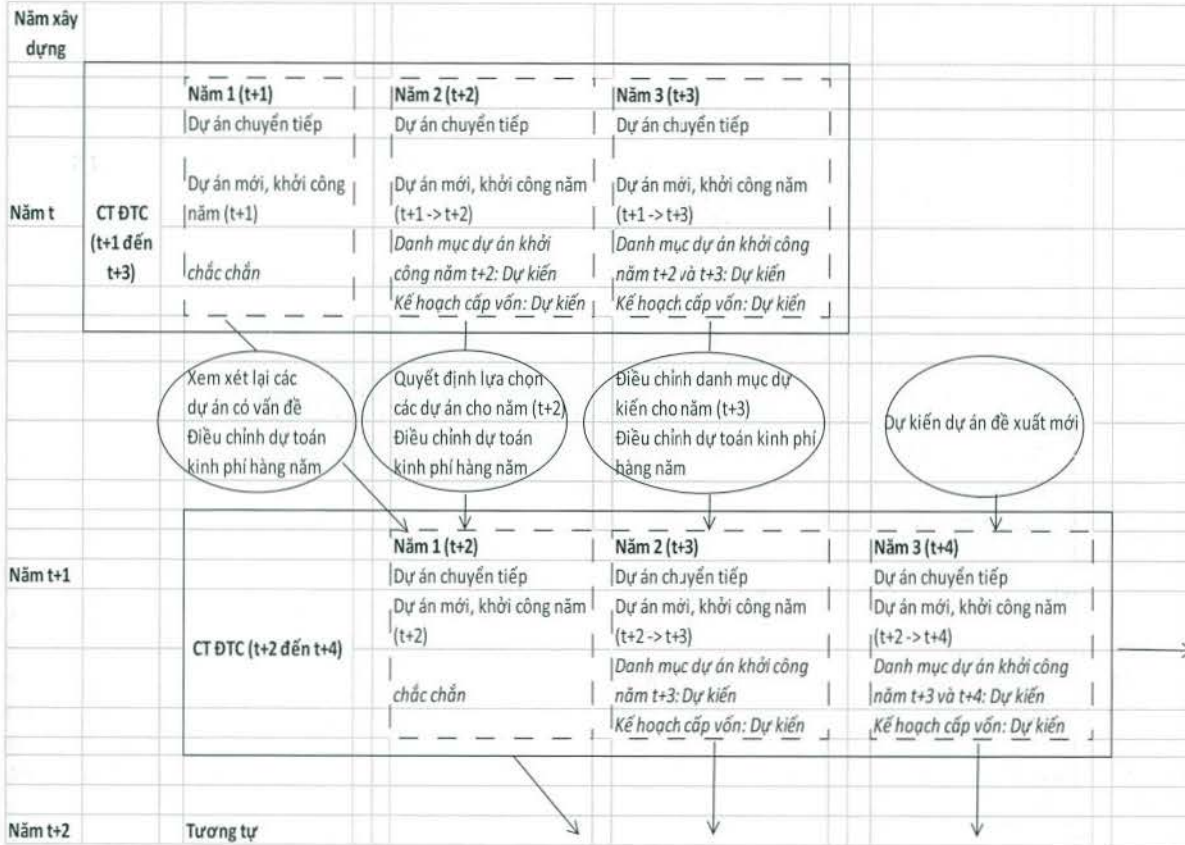 Năm xây
dựng
Năm t
CT ĐTC
(t+1 đến
t+3)
Năm 1 (t+1)
Dự án chuyển tiếp
Dự án mới, khởi công
năm (t+1)
chắc chắn
Năm 2 (t+2)
Dự án chuyển tiếp
Dự án mới, khởi công năm
(t+1 -> t+2)
Danh mục dự án khởi
công năm t+2: Dự kiến
Kế hoạch cấp vốn: Dự kiến
Năm 3 (t+3)
Dự án chuyển tiếp
Dự án mới, khởi công năm
(t+1 -> t+3)
Danh mục dự án khởi công
năm t+2 và t+3: Dự kiến
Kế hoạch cấp vốn: Dự kiến
Xem xét lại các
dự án có vấn đề
Điều chỉnh dự toán
kinh phí hàng năm
Quyết định lựa chọn
các dự án cho năm (t+2)
Điều chỉnh dự toán
kinh phí hàng năm
Điều chỉnh danh mục dự
kiến cho năm (t+3)
Điều chỉnh dự toán kinh phí
hàng năm
Dự kiến dự án đề xuất mới
Năm t+1
CT ĐTC (t+2 đến t+4)
Năm 1 (t+2)
Dự án chuyển tiếp
Dự án mới, khởi công năm
(t+2)
chắc chắn
Năm 2 (t+3)
Dự án chuyển tiếp
Dự án mới, khởi công năm
(t+2 -> t+3)
Danh mục dự án khởi công
năm t+3: Dự kiến
Kế hoạch cấp vốn: Dự kiến
Năm 3 (t+4)
Dự án chuyển tiếp
Dự án mới, khởi công năm
(t+2 -> t+4)
Danh mục dự án khởi công
năm t+3 và t+4: Dự kiến
Kế hoạch cấp vốn: Dự kiến
Năm t+2
Tương tự